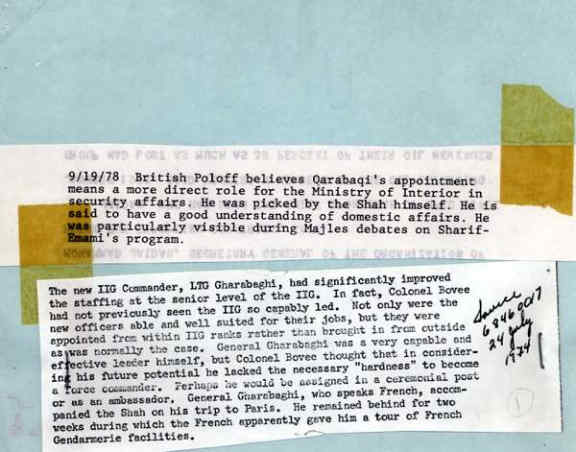 9/19/78 British Poloff believes Qarabaqi's appointment
means a more direct role for the Ministry of Interior in
security affairs. He was picked by the Shah himself. He is
said to have a good understanding of domestic affairs. He
was particularly visible during Majles debates on Sharif-
Emami's program.
The new IIG Commander, LTG Gharabaghi, had significantly improved
the staffing at the senior level of the IIG. In fact, Colonel Bovee
had not previously seen the IIG so capably led. Not only were the
new officers able and well suited for their jobs, but they were
appointed from within IIG ranks rather than brought in from outside
as was normally the case. General Gharabaghi was a very capable and
effective leader himself, but Colonel Bovee thought that in consider-
ing his future potential he lacked the necessary "hardness" to become
a force commander. Perhaps he would be assigned in a ceremonial post
or as an ambassador. General Gharabaghi, who speaks French, accom-
panied the Shah on his trip to Paris. He remained behind for two
weeks during which the French apparently gave him a tour of French
Gendarmerie facilities.
Source
6 846 0017
24 July
1974
1